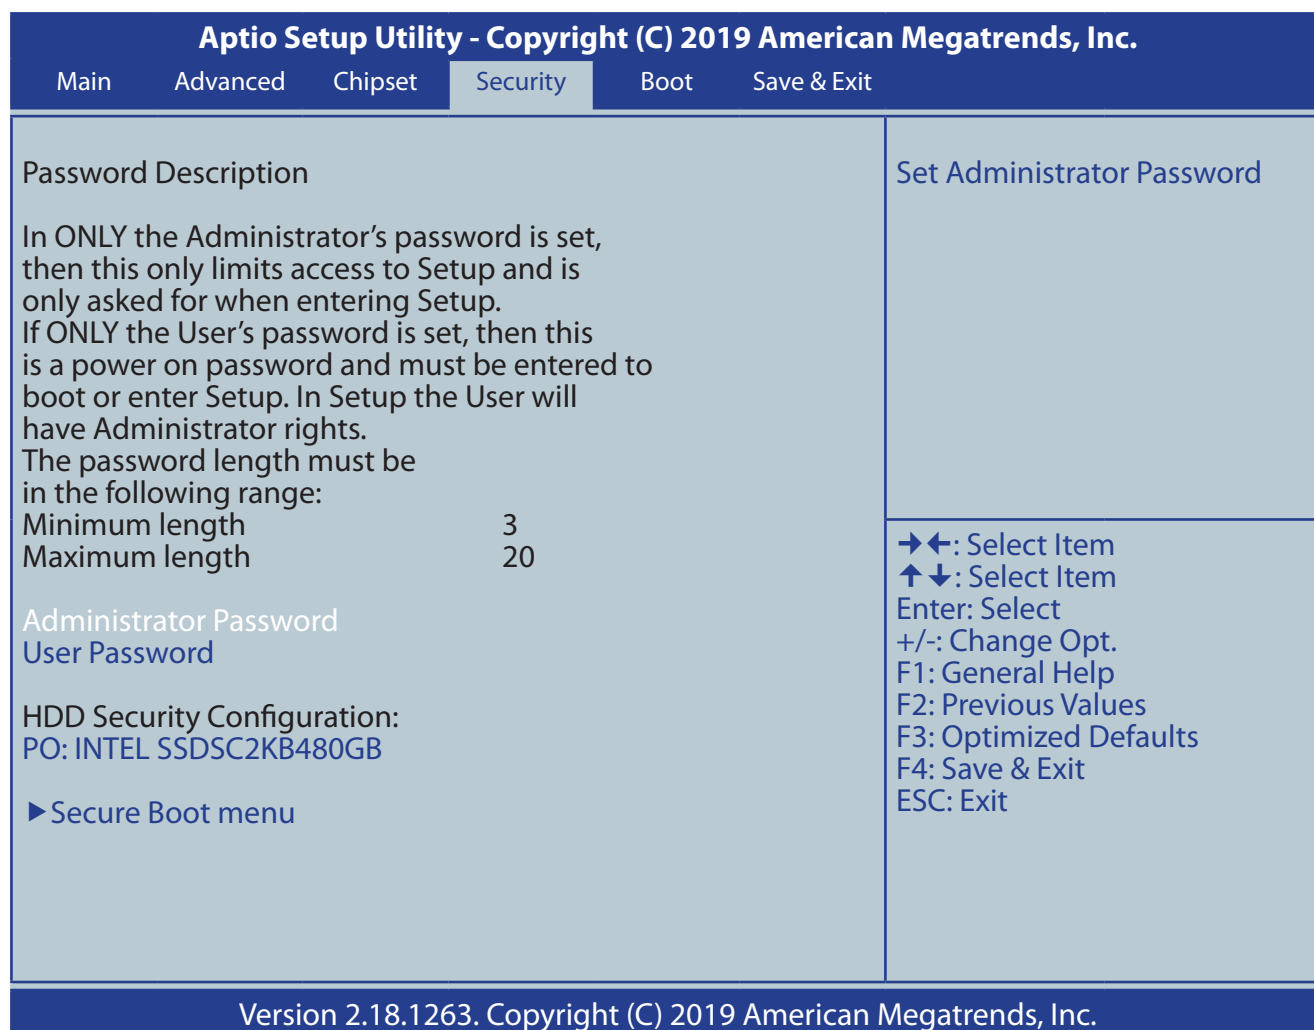 Aptio Setup Utility - Copyright (C) 2019 American Megatrends, Inc.
Main Advanced Chipset Security Boot Save & Exit
Password Description
In ONLY the Administrator’s password is set,
then this only limits access to Setup and is
only asked for when entering Setup.
If ONLY the User’s password is set, then this
is a power on password and must be entered to
boot or enter Setup. In Setup the User will
have Administrator rights.
The password length must be
in the following range:
Minimum length 3
Maximum length 20
Administrator Password
User Password
HDD Security Configuration:
PO: INTEL SSDSC2KB480GB
▶Secure Boot menu
Set Administrator Password
→←: Select Item
↑↓: Select Item
Enter: Select
+/-: Change Opt.
F1: General Help
F2: Previous Values
F3: Optimized Defaults
F4: Save & Exit
ESC: Exit
Version 2.18.1263. Copyright (C) 2019 American Megatrends, Inc.